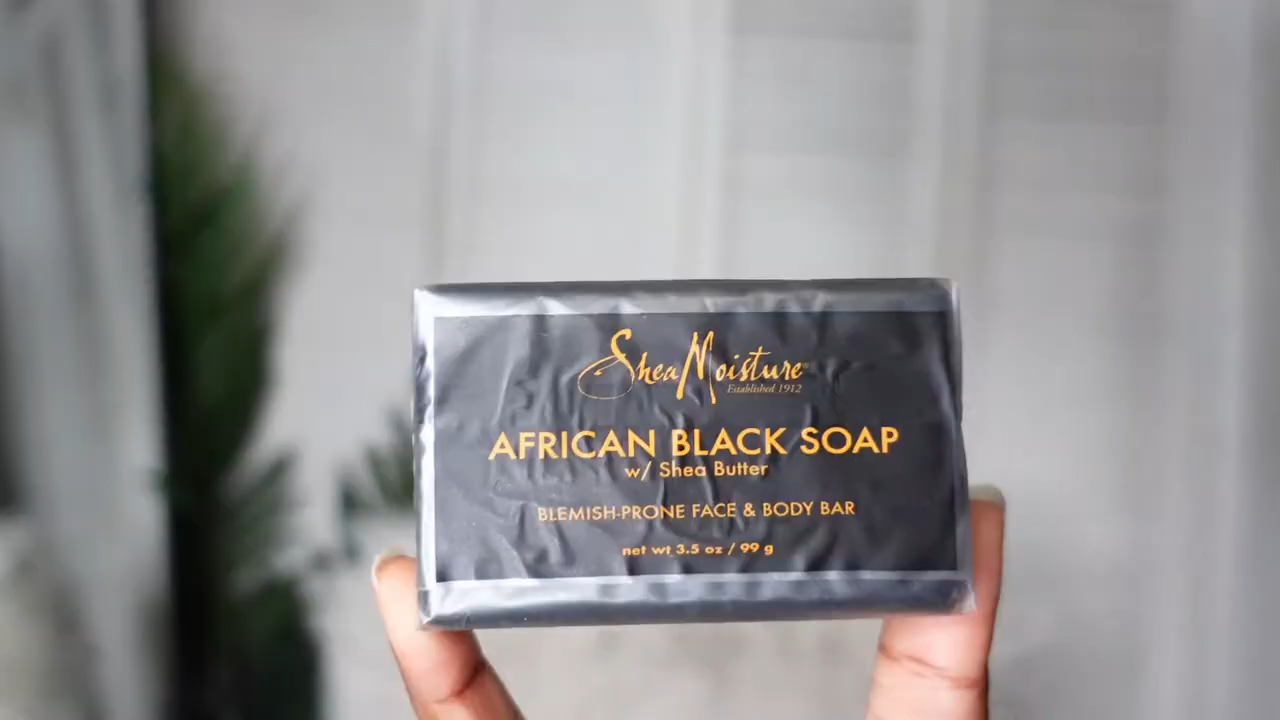 SheaMoisture®
Established 1912
AFRICAN BLACK SOAP
w/ Shea Butter
BLEMISH-PRONE FACE & BODY BAR
net wt 3.5 oz / 99 g